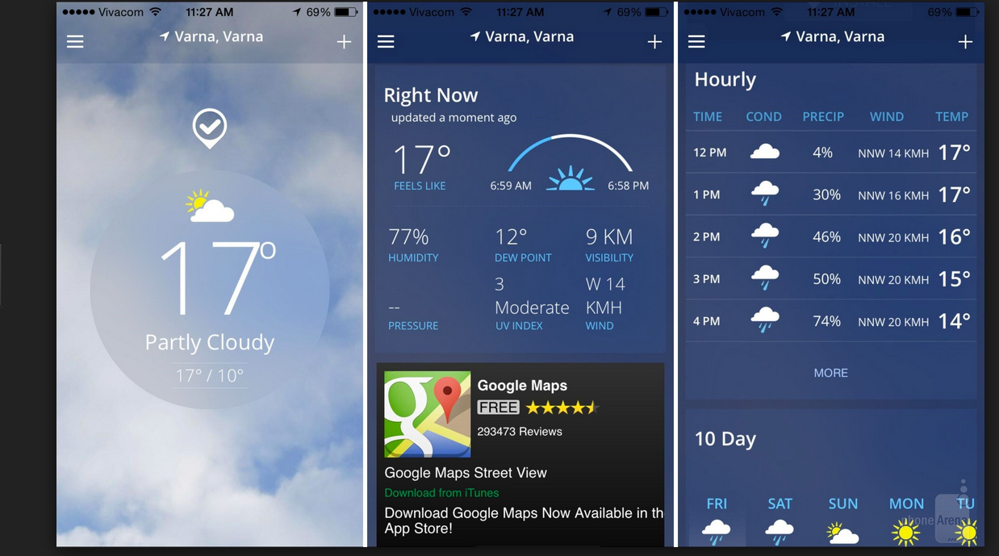 Vivacom 11:27 AM 69%
Varna, Varna
17°
Partly Cloudy
17° / 10°
Vivacom 11:27 AM 69%
Varna, Varna
Right Now
updated a moment ago
17°
FEELS LIKE
6:59 AM 6:58 PM
77% 12° 9 KM
HUMIDITY DEW POINT VISIBILITY
3 W 14
-- Moderate KMH
PRESSURE UV INDEX WIND
Google Maps
FREE
293473 Reviews
Google Maps Street View
Download from iTunes
Download Google Maps Now Available in th
App Store!
Vivacom 11:27 AM 69%
Varna, Varna
Hourly
TIME COND PRECIP WIND TEMP
12 PM 4% NNW 14 KMH 17°
1 PM 30% NNW 16 KMH 17°
2 PM 46% NNW 20 KMH 16°
3 PM 50% NNW 20 KMH 15°
4 PM 74% NNW 20 KMH 14°
MORE
10 Day
FRI SAT SUN MON TU
phoneArena